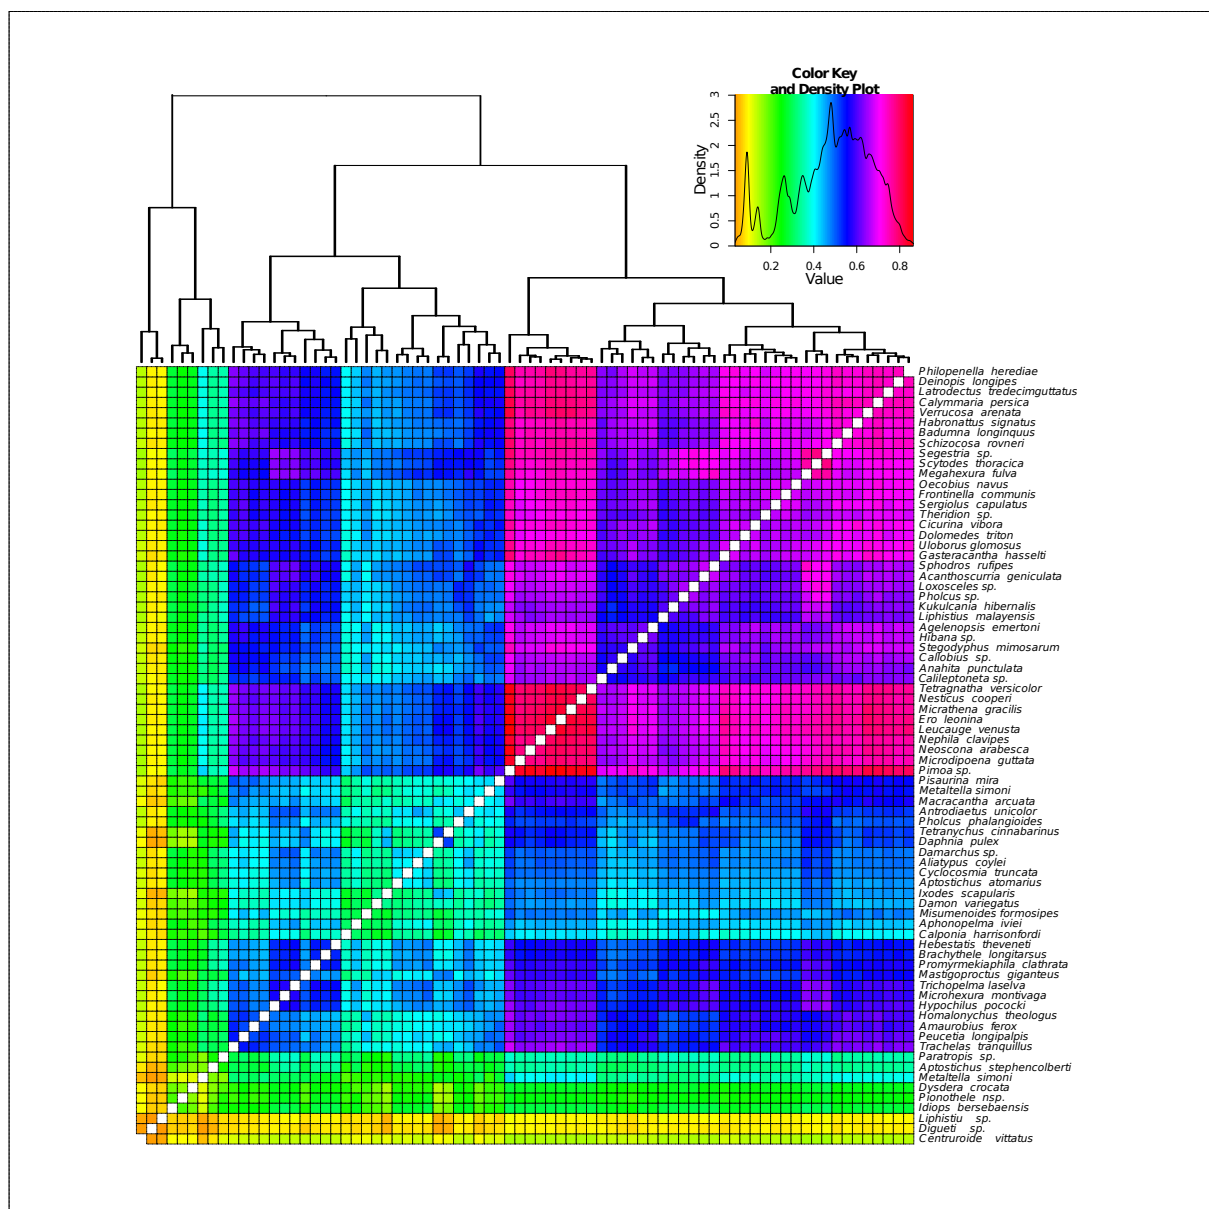 Color Key
and Density Plot
Density
0
0.5
1
1.5
2
2.5
3
0.2 0.4 0.6 0.8
Value
Philopenella herediae
Deinopis longipes
Latrodectus tredecimguttatus
Calymmaria persica
Verrucosa arenata
Habronattus signatus
Badumna longinquus
Schizocosa rovneri
Segestria sp.
Scytodes thoracica
Megahexura fulva
Oecobius navus
Frontinella communis
Sergiolus capulatus
Theridion sp.
Cicurina vibora
Dolomedes triton
Uloborus glomosus
Gasteracantha hasselti
Sphodros rufipes
Acanthoscurria geniculata
Loxosceles sp.
Pholcus sp.
Kukulcania hibernalis
Liphistius malayensis
Agelenopsis emertoni
Hibana sp.
Stegodyphus mimosarum
Callobius sp.
Anahita punctulata
Calileptoneta sp.
Tetragnatha versicolor
Nesticus cooperi
Micrathena gracilis
Ero leonina
Leucauge venusta
Nephila clavipes
Neoscona arabesca
Microdipoena guttata
Pimoa sp.
Pisaurina mira
Metaltella simoni
Macracantha arcuata
Antrodiaetus unicolor
Pholcus phalangioides
Tetranychus cinnabarinus
Daphnia pulex
Damarchus sp.
Aliatypus coylei
Cyclocosmia truncata
Aptostichus atomarius
Ixodes scapularis
Damon variegatus
Misumenoides formosipes
Aphonopelma iviei
Calponia harrisonfordi
Hebestatis theveneti
Brachythele longitarsus
Promyrmekiaphila clathrata
Mastigoproctus giganteus
Trichopelma laselva
Microhexura montivaga
Hypochilus pococki
Homalonychus theologus
Amaurobius ferox
Peucetia longipalpis
Trachelas tranquillus
Paratropis sp.
Aptostichus stephencolberti
Metaltella simoni
Dysdera crocata
Pionothele nsp.
Idiops bersebaensis
Liphistiu sp.
Digueti sp.
Centruroide vittatus